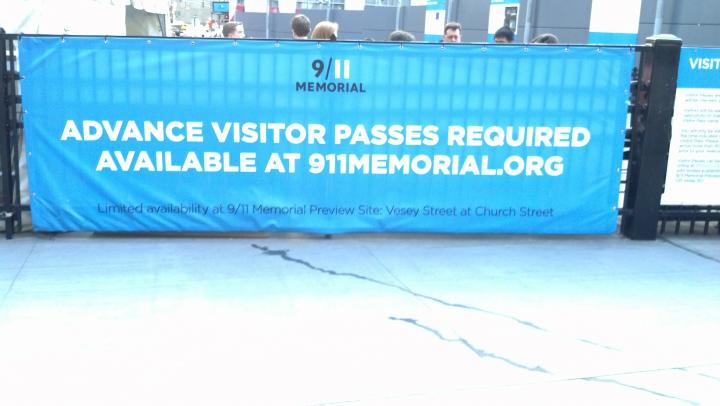 9/11
MEMORIAL
ADVANCE VISITOR PASSES REQUIRED
AVAILABLE AT 911MEMORIAL.ORG
Limited availability at 9/11 Memorial Preview Site: Vesey Street at Church Street
VISIT